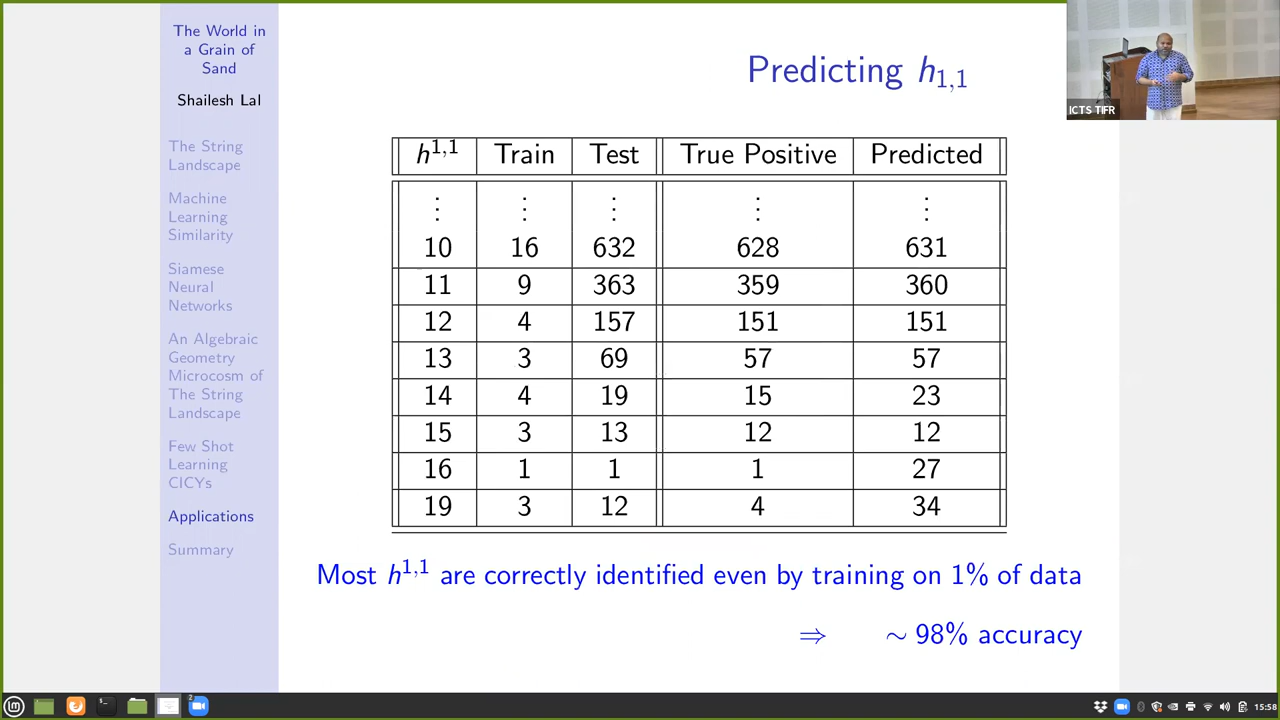 The World in
a Grain of
Sand
Shailesh Lal
The String
Landscape
Machine
Learning
Similarity
Siamese
Neural
Networks
An Algebraic
Geometry
Microcosm of
The String
Landscape
Few Shot
Learning
CICYs
Applications
Summary
Predicting h₁,₁
ICTS TIFR
h¹,¹ Train Test True Positive Predicted
⋮ ⋮ ⋮ ⋮ ⋮
10 16 632 628 631
11 9 363 359 360
12 4 157 151 151
13 3 69 57 57
14 4 19 15 23
15 3 13 12 12
16 1 1 1 27
19 3 12 4 34
Most h¹,¹ are correctly identified even by training on 1% of data
⇒ ∼ 98% accuracy
2
15:58